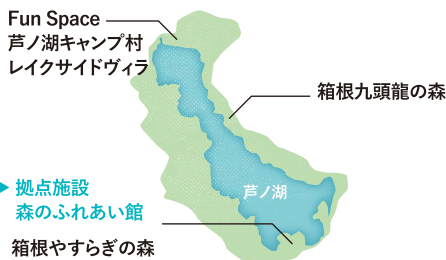 Fun Space
芦ノ湖キャンプ村
レイクサイドヴィラ
箱根九頭龍の森
芦ノ湖
拠点施設
森のふれあい館
箱根やすらぎの森